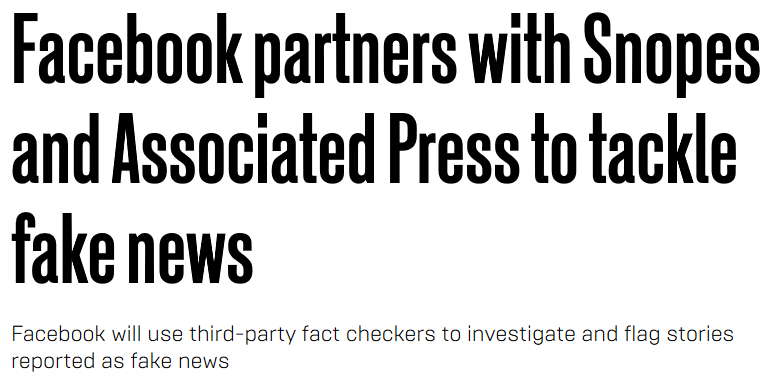 Facebook partners with Snopes
and Associated Press to tackle
fake news
Facebook will use third-party fact checkers to investigate and flag stories
reported as fake news